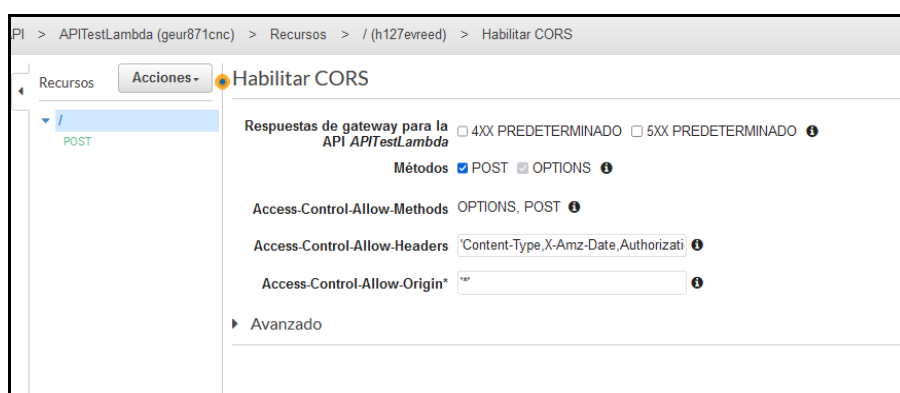 PI > APITestLambda (geur871cnc) > Recursos > / (h127evreed) > Habilitar CORS
Recursos
Acciones
Habilitar CORS
/
POST
Respuestas de gateway para la API APITestLambda
4XX PREDETERMINADO
5XX PREDETERMINADO
Métodos
POST
OPTIONS
Access-Control-Allow-Methods
OPTIONS, POST
Access-Control-Allow-Headers
'Content-Type,X-Amz-Date,Authorizati
Access-Control-Allow-Origin*
'*'
Avanzado